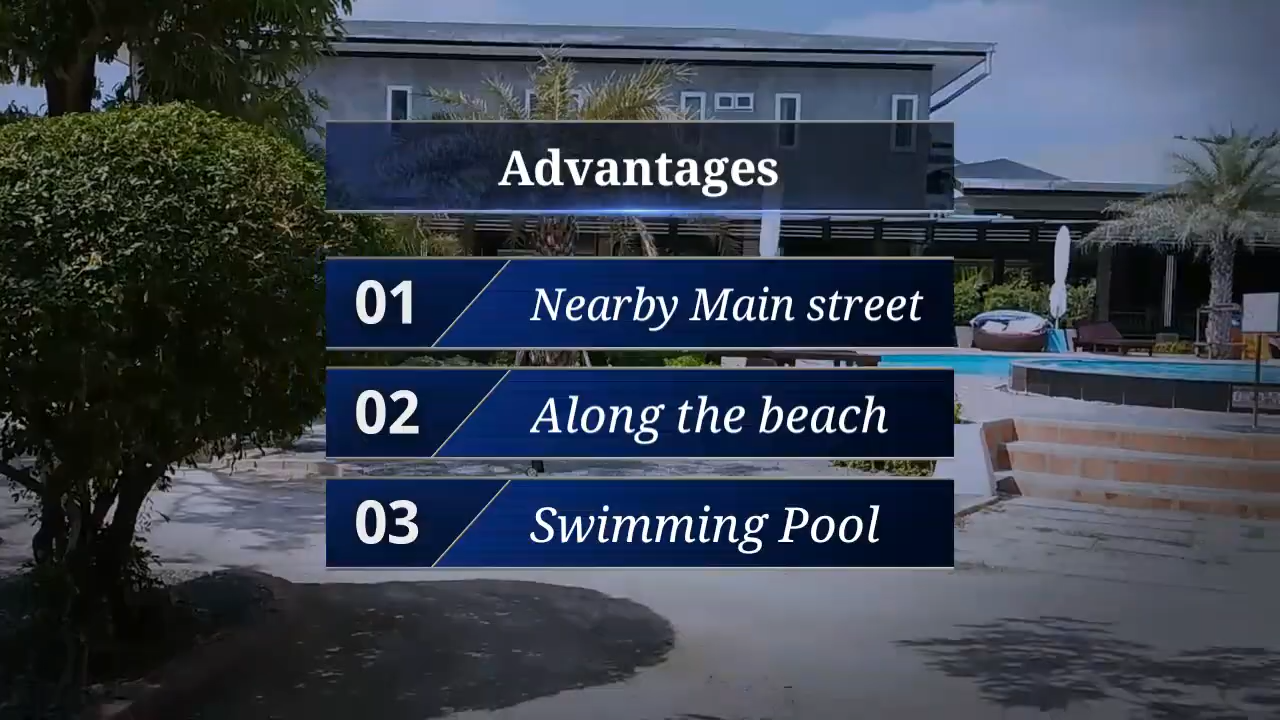 Advantages
01 Nearby Main street
02 Along the beach
03 Swimming Pool